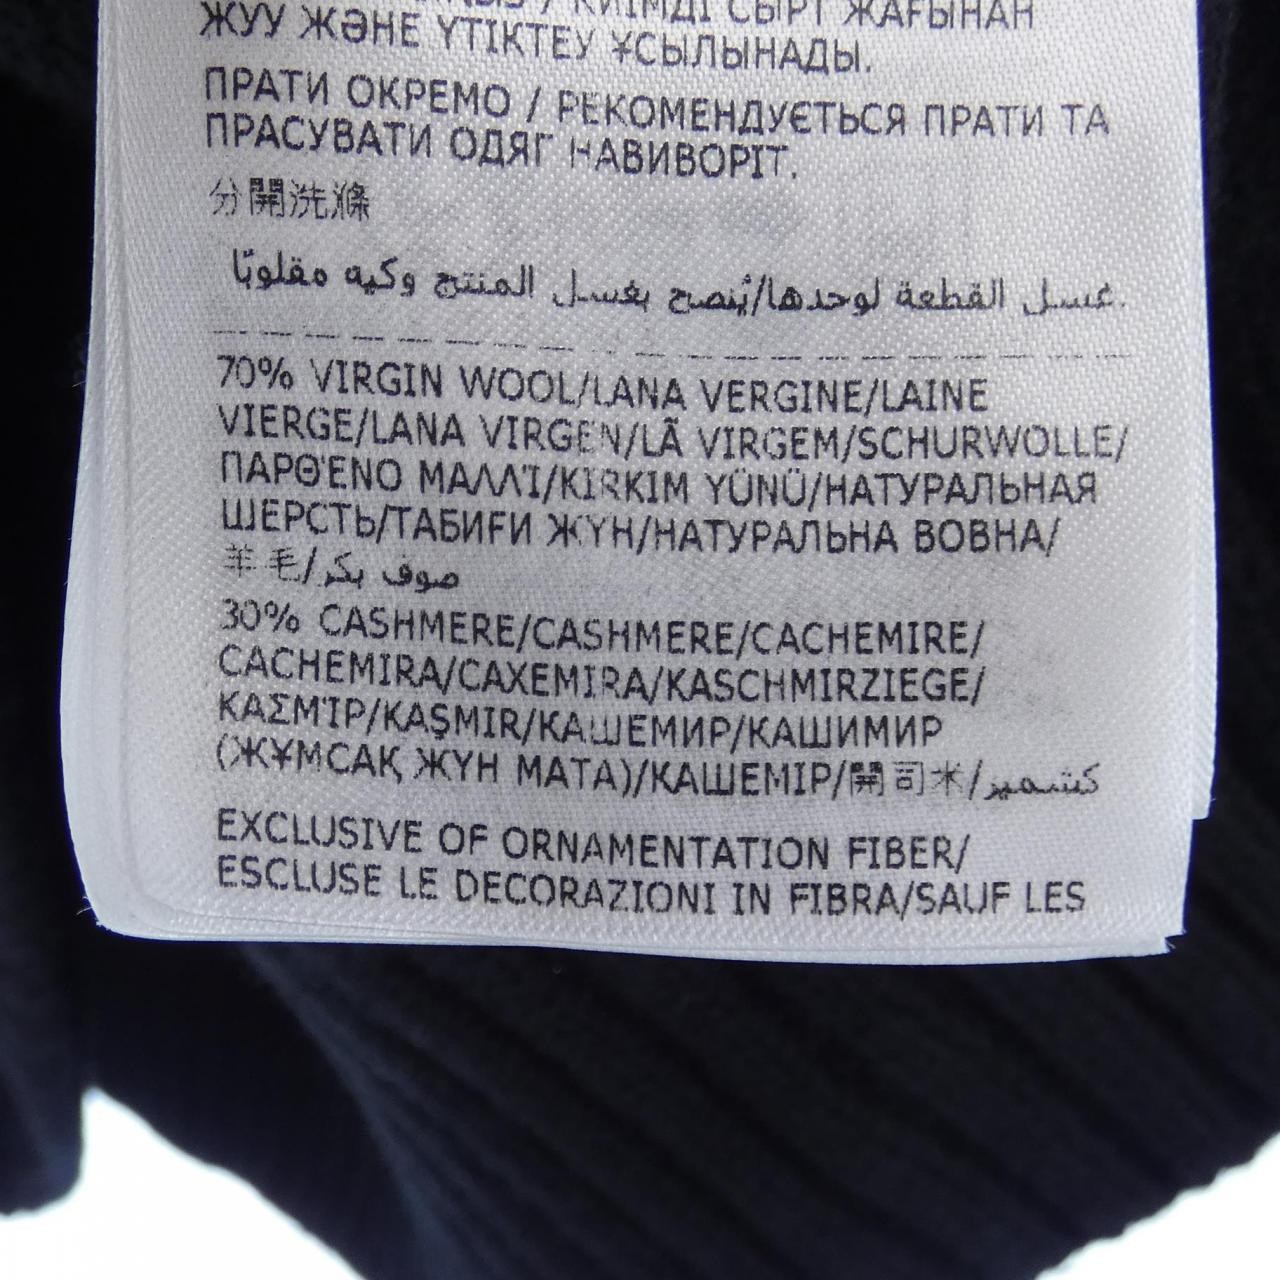 КИІМДІ СЫРТ ЖАҒЫНАН
ЖУУ ЖӘНЕ ҮТІКТЕУ ҰСЫЛЫНАДЫ.
ПРАТИ ОКРЕМО / РЕКОМЕНДУЄТЬСЯ ПРАТИ ТА
ПРАСУВАТИ ОДЯГ НАВИВОРІТ.
分開洗滌
غسل القطعة لوحدها/يُنصح بغسل المنتج وكيه مقلوبًا.
70% VIRGIN WOOL/LANA VERGINE/LAINE
VIERGE/LANA VIRGEN/LÃ VIRGEM/SCHURWOLLE/
ΠΑΡΘΈΝΟ ΜΑΛΛΊ/KIRKIM YÜNÜ/НАТУРАЛЬНАЯ
ШЕРСТЬ/ТАБИҒИ ЖҮН/НАТУРАЛЬНА ВОВНА/
羊毛/صوف بكر
30% CASHMERE/CASHMERE/CACHEMIRE/
CACHEMIRA/CAXEMIRA/KASCHMIRZIEGE/
ΚΑΣΜΊΡ/KAŞMIR/КАШЕМИР/КАШИМИР
(ЖҰМСАҚ ЖҮН МАТА)/КАШЕМІР/開司米/كشمير
EXCLUSIVE OF ORNAMENTATION FIBER/
ESCLUSE LE DECORAZIONI IN FIBRA/SAUF LES